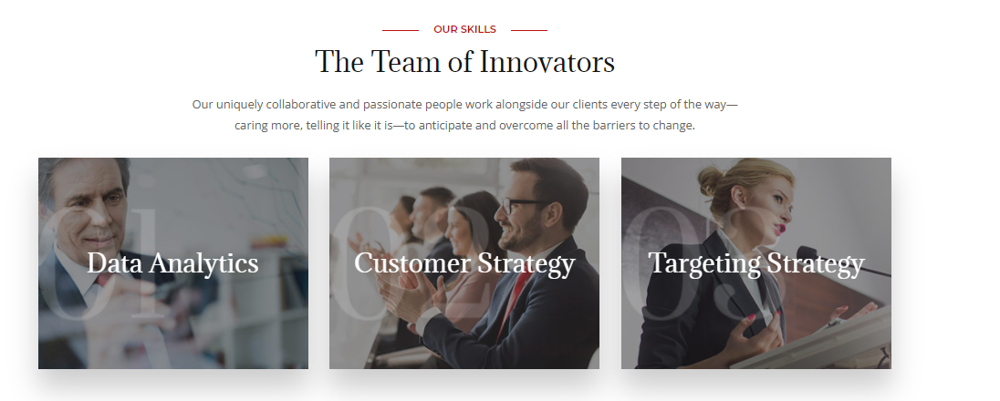 OUR SKILLS
The Team of Innovators
Our uniquely collaborative and passionate people work alongside our clients every step of the way—
caring more, telling it like it is—to anticipate and overcome all the barriers to change.
01
Data Analytics
02
Customer Strategy
03
Targeting Strategy